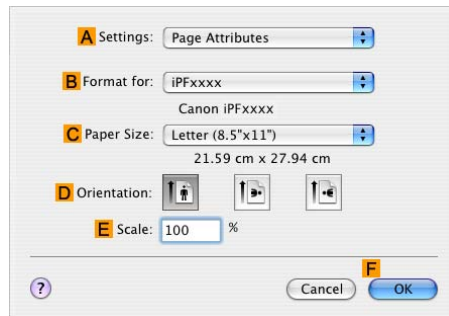 A Settings: Page Attributes
B Format for: iPFxxxx
Canon iPFxxxx
C Paper Size: Letter (8.5"x11")
21.59 cm x 27.94 cm
D Orientation:
E Scale: 100 %
F
? Cancel OK